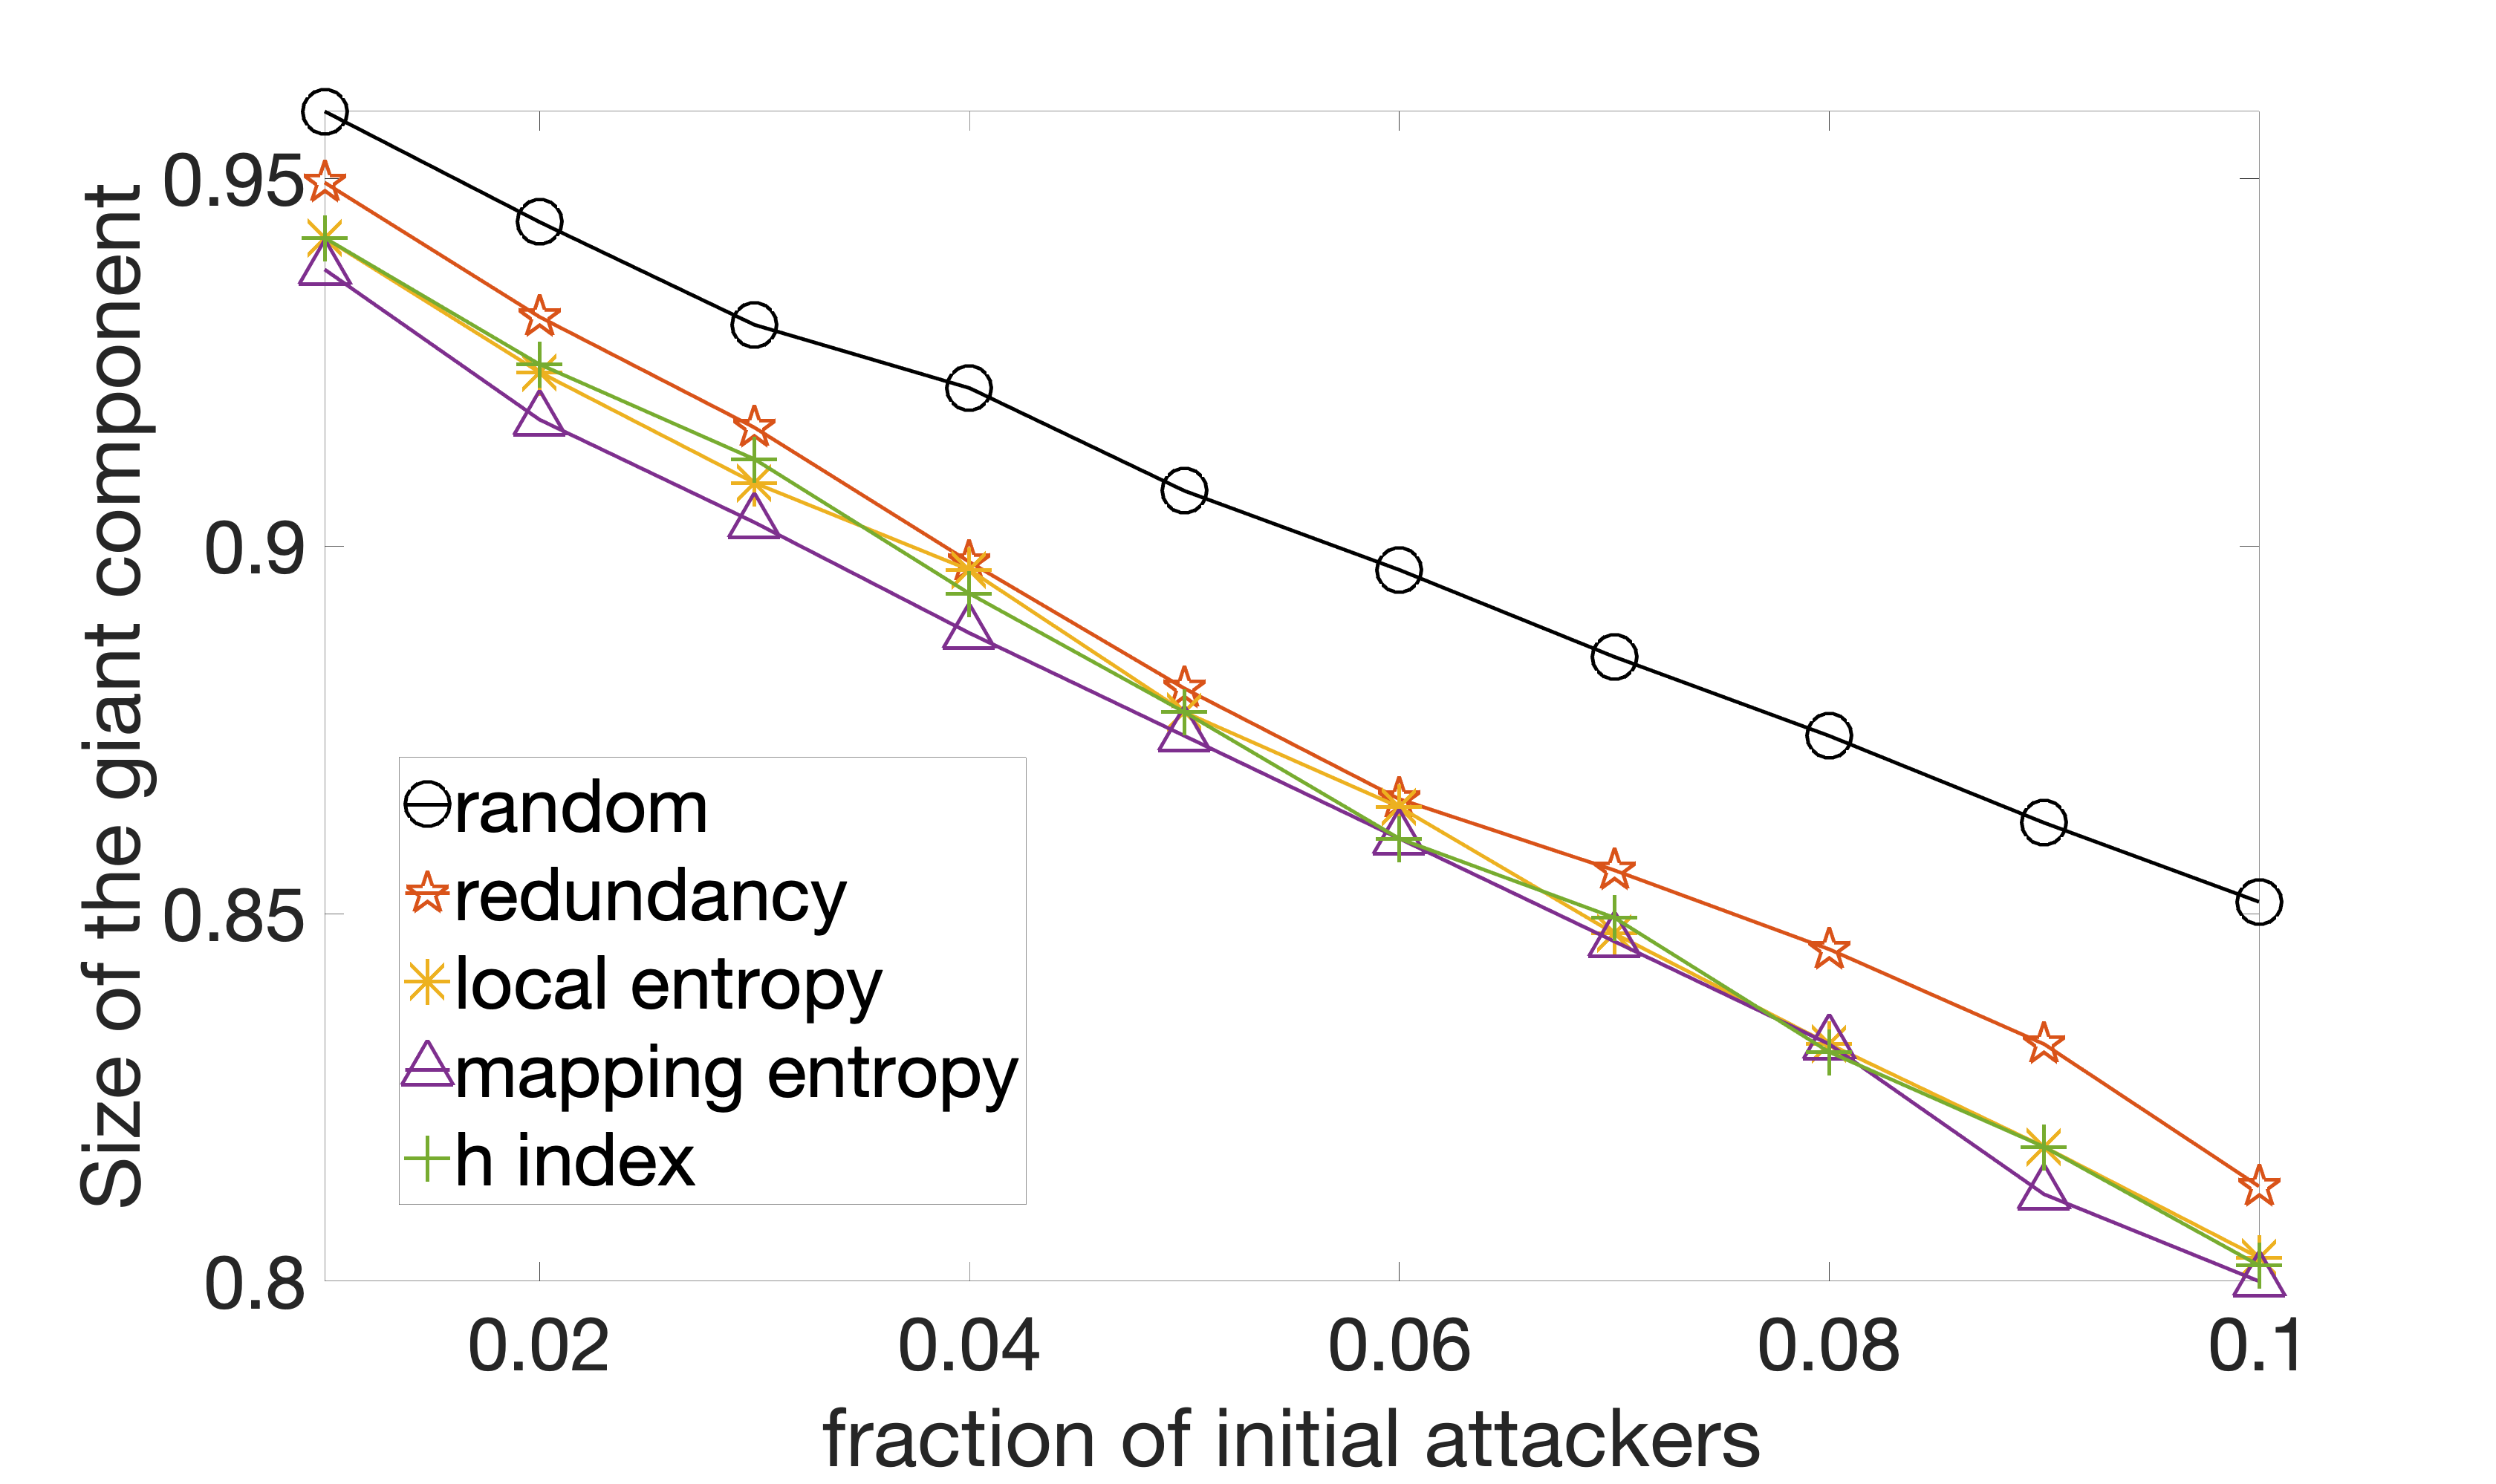 Size of the giant component
0.95
0.9
0.85
0.8
random
redundancy
local entropy
mapping entropy
h index
0.02 0.04 0.06 0.08 0.1
fraction of initial attackers